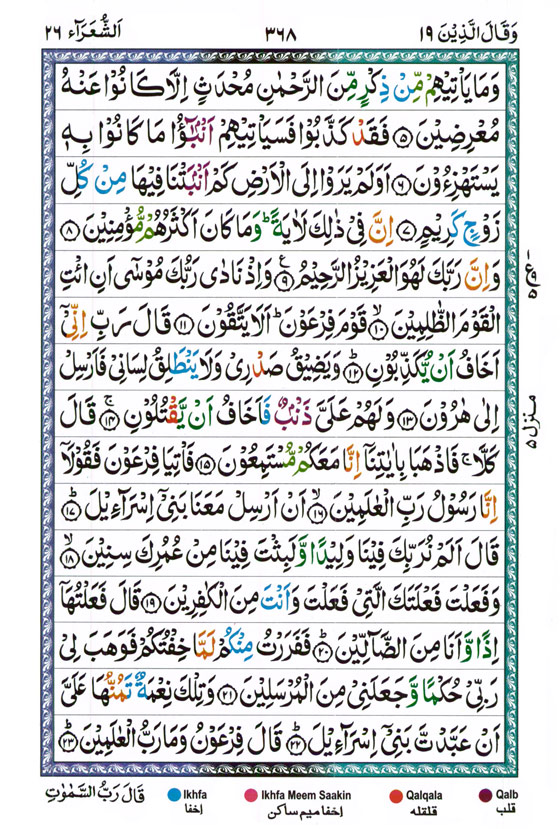 وَقَالَ الَّذِيْنَ ١٩ ٣٦٨ اَلشُّعَرَآء ٢٦
وَمَا يَاْتِيْهِمْ مِّنْ ذِكْرٍ مِّنَ الرَّحْمٰنِ مُحْدَثٍ اِلَّا كَانُوْا عَنْهُ
مُعْرِضِيْنَ ۝٥ فَقَدْ كَذَّبُوْا فَسَيَاْتِيْهِمْ اَنْۢبٰٓؤُا مَا كَانُوْا بِهٖ
يَسْتَهْزِءُوْنَ ۝٦ اَوَلَمْ يَرَوْا اِلَى الْاَرْضِ كَمْ اَنْۢبَتْنَا فِيْهَا مِنْ كُلِّ
زَوْجٍ كَرِيْمٍ ۝٧ اِنَّ فِيْ ذٰلِكَ لَاٰيَةً ؕ وَّمَا كَانَ اَكْثَرُهُمْ مُّؤْمِنِيْنَ ۝٨
وَاِنَّ رَبَّكَ لَهُوَ الْعَزِيْزُ الرَّحِيْمُ ۝٩ وَاِذْ نَادٰى رَبُّكَ مُوْسٰٓى اَنِ ائْتِ
الْقَوْمَ الظّٰلِمِيْنَ ۝١٠ قَوْمَ فِرْعَوْنَ ؕ اَلَا يَتَّقُوْنَ ۝١١ قَالَ رَبِّ اِنِّيْٓ
اَخَافُ اَنْ يُّكَذِّبُوْنِ ۝١٢ وَيَضِيْقُ صَدْرِيْ وَلَا يَنْطَلِقُ لِسَانِيْ فَاَرْسِلْ
اِلٰى هٰرُوْنَ ۝١٣ وَلَهُمْ عَلَيَّ ذَنْۢبٌ فَاَخَافُ اَنْ يَّقْتُلُوْنِ ۝١٤ قَالَ
كَلَّا ۚ فَاذْهَبَا بِاٰيٰتِنَآ اِنَّا مَعَكُمْ مُّسْتَمِعُوْنَ ۝١٥ فَاْتِيَا فِرْعَوْنَ فَقُوْلَآ
اِنَّا رَسُوْلُ رَبِّ الْعٰلَمِيْنَ ۝١٦ اَنْ اَرْسِلْ مَعَنَا بَنِيْٓ اِسْرَآءِيْلَ ۝١٧
قَالَ اَلَمْ نُرَبِّكَ فِيْنَا وَلِيْدًا وَّلَبِثْتَ فِيْنَا مِنْ عُمُرِكَ سِنِيْنَ ۝١٨
وَفَعَلْتَ فَعْلَتَكَ الَّتِيْ فَعَلْتَ وَاَنْتَ مِنَ الْكٰفِرِيْنَ ۝١٩ قَالَ فَعَلْتُهَآ
اِذًا وَّاَنَا مِنَ الضَّآلِّيْنَ ۝٢٠ فَفَرَرْتُ مِنْكُمْ لَمَّا خِفْتُكُمْ فَوَهَبَ لِيْ
رَبِّيْ حُكْمًا وَّجَعَلَنِيْ مِنَ الْمُرْسَلِيْنَ ۝٢١ وَتِلْكَ نِعْمَةٌ تَمُنُّهَا عَلَيَّ
اَنْ عَبَّدْتَّ بَنِيْٓ اِسْرَآءِيْلَ ۝٢٢ قَالَ فِرْعَوْنُ وَمَا رَبُّ الْعٰلَمِيْنَ ۝٢٣
منزل ٥
قَالَ رَبُّ السَّمٰوٰتِ
Ikhfa Ikhfa Meem Saakin Qalqala Qalb
اخفا اخفا میم ساکن قلقله قلب